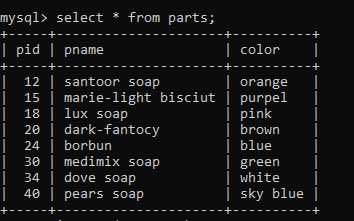 mysql> select * from parts;
+-----+----------------------+----------+
| pid | pname | color |
+-----+----------------------+----------+
| 12 | santoor soap | orange |
| 15 | marie-light bisciut | purpel |
| 18 | lux soap | pink |
| 20 | dark-fantocy | brown |
| 24 | borbun | blue |
| 30 | medimix soap | green |
| 34 | dove soap | white |
| 40 | pears soap | sky blue |
+-----+----------------------+----------+